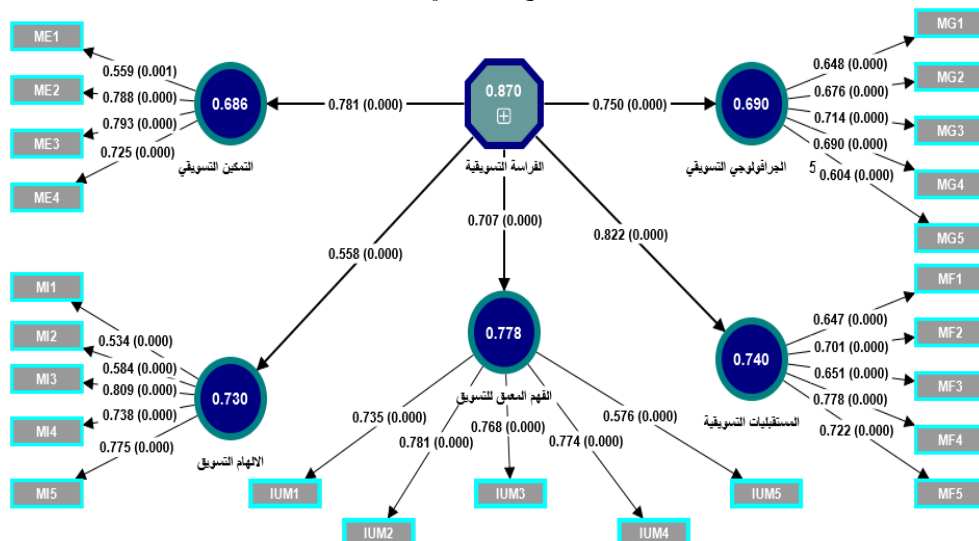 ME1
ME2
ME3
ME4
0.559 (0.001)
0.788 (0.000)
0.793 (0.000)
0.725 (0.000)
0.686
التمكين التسويقي
0.781 (0.000)
0.870
الفراسة التسويقية
0.750 (0.000)
0.690
الجرافولوجي التسويقي
5
0.648 (0.000)
0.676 (0.000)
0.714 (0.000)
0.690 (0.000)
0.604 (0.000)
MG1
MG2
MG3
MG4
MG5
0.558 (0.000)
0.707 (0.000)
0.822 (0.000)
MI1
MI2
MI3
MI4
MI5
0.534 (0.000)
0.584 (0.000)
0.809 (0.000)
0.738 (0.000)
0.775 (0.000)
0.730
الالهام التسويق
0.778
الفهم المعمق للتسويق
0.735 (0.000)
0.781 (0.000)
0.768 (0.000)
0.774 (0.000)
0.576 (0.000)
IUM1
IUM2
IUM3
IUM4
IUM5
0.740
المستقبليات التسويقية
0.647 (0.000)
0.701 (0.000)
0.651 (0.000)
0.778 (0.000)
0.722 (0.000)
MF1
MF2
MF3
MF4
MF5